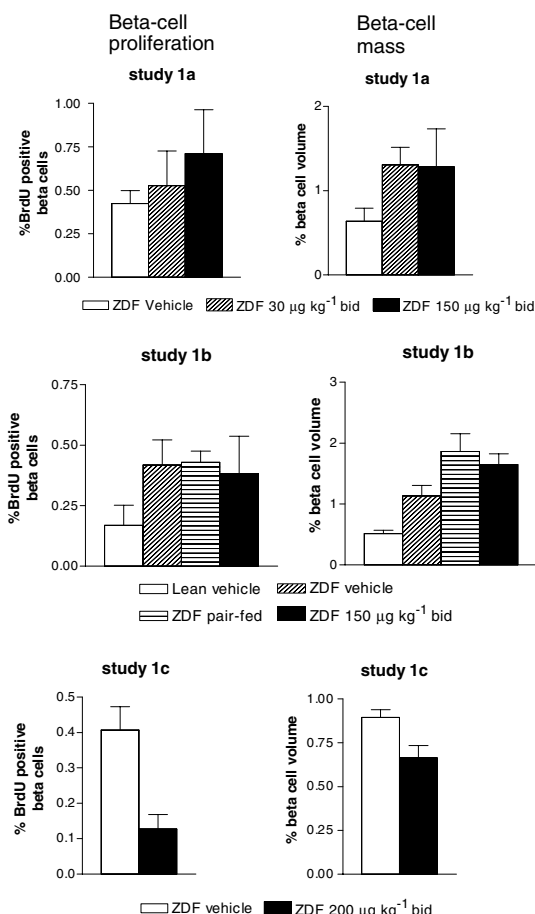 Beta-cell
proliferation
Beta-cell
mass
study 1a
%BrdU positive
beta cells
1.00
0.75
0.50
0.25
0.00
study 1a
% beta cell volume
2
1
0
ZDF Vehicle ZDF 30 µg kg⁻¹ bid ZDF 150 µg kg⁻¹ bid
study 1b
%BrdU positive
beta cells
0.75
0.50
0.25
0.00
study 1b
% beta cell volume
3
2
1
0
Lean vehicle ZDF vehicle
ZDF pair-fed ZDF 150 µg kg⁻¹ bid
study 1c
% BrdU positive
beta cells
0.5
0.4
0.3
0.2
0.1
0.0
study 1c
% beta cell volume
1.00
0.75
0.50
0.25
0.00
ZDF vehicle ZDF 200 µg kg⁻¹ bid